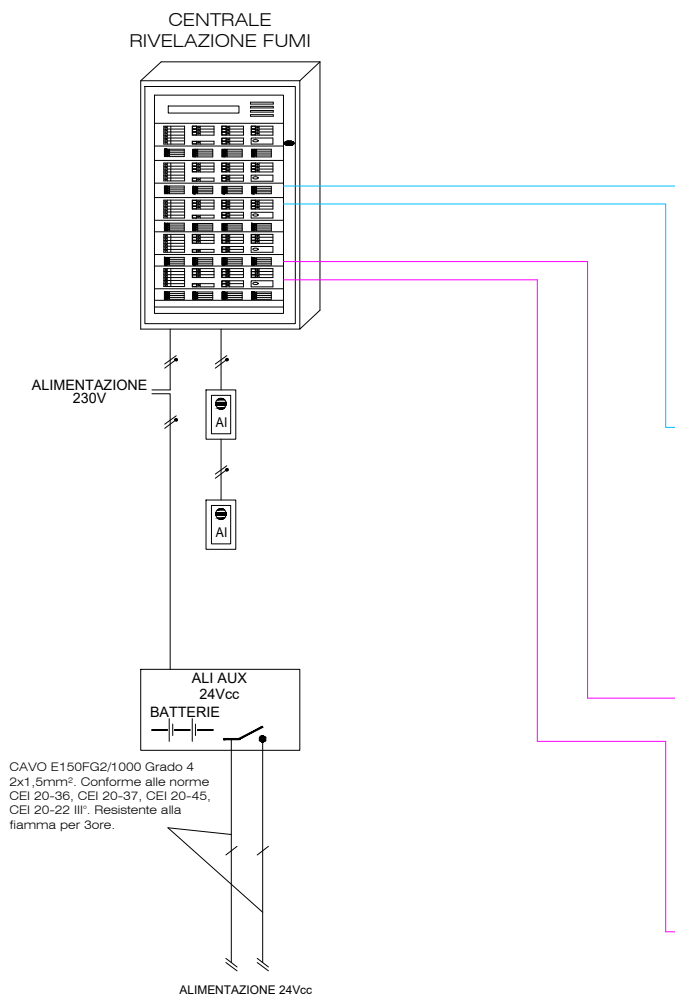 CENTRALE
RIVELAZIONE FUMI
ALIMENTAZIONE
230V
AI
AI
ALI AUX
24Vcc
BATTERIE
CAVO E150FG2/1000 Grado 4
2x1,5mm². Conforme alle norme
CEI 20-36, CEI 20-37, CEI 20-45,
CEI 20-22 III°. Resistente alla
fiamma per 3ore.
ALIMENTAZIONE 24Vcc